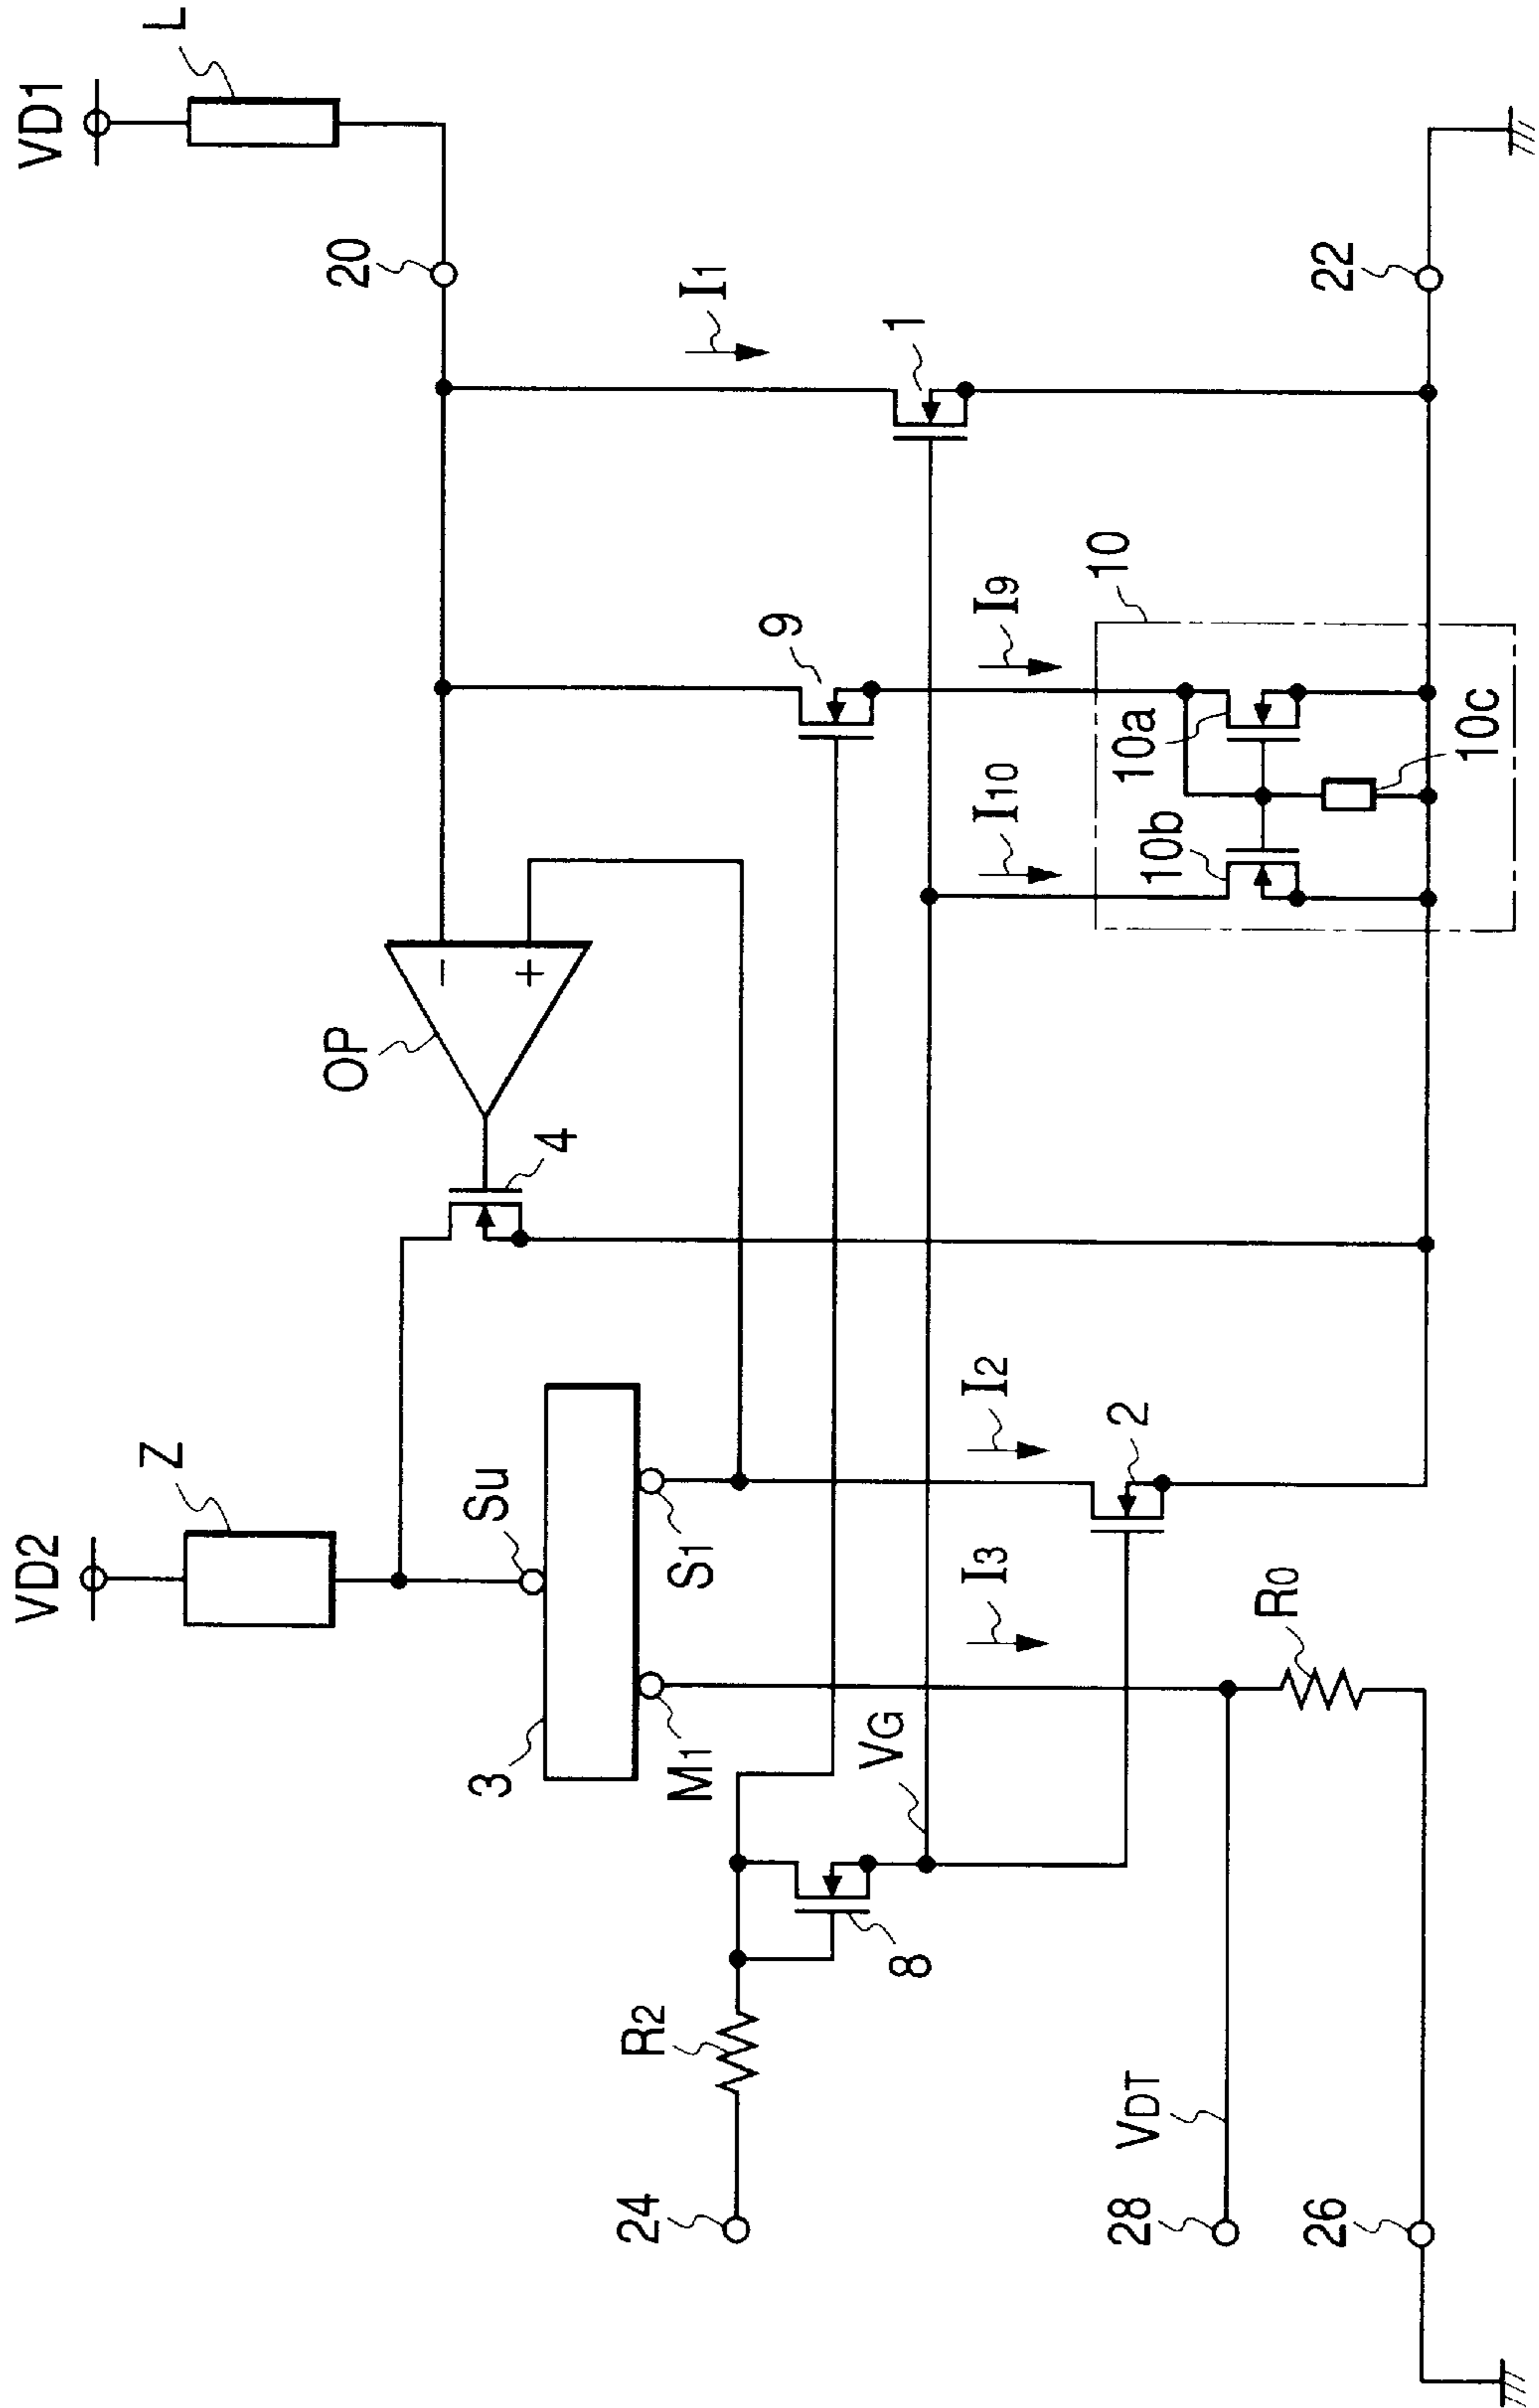 VD2
Z
VD1
L
20
OP
4
Su
3
M1
S1
−
+
9
I1
1
R2
8
VG
24
I3
I2
2
I10
I9
10
10b
10a
10c
22
VDT
28
R0
26